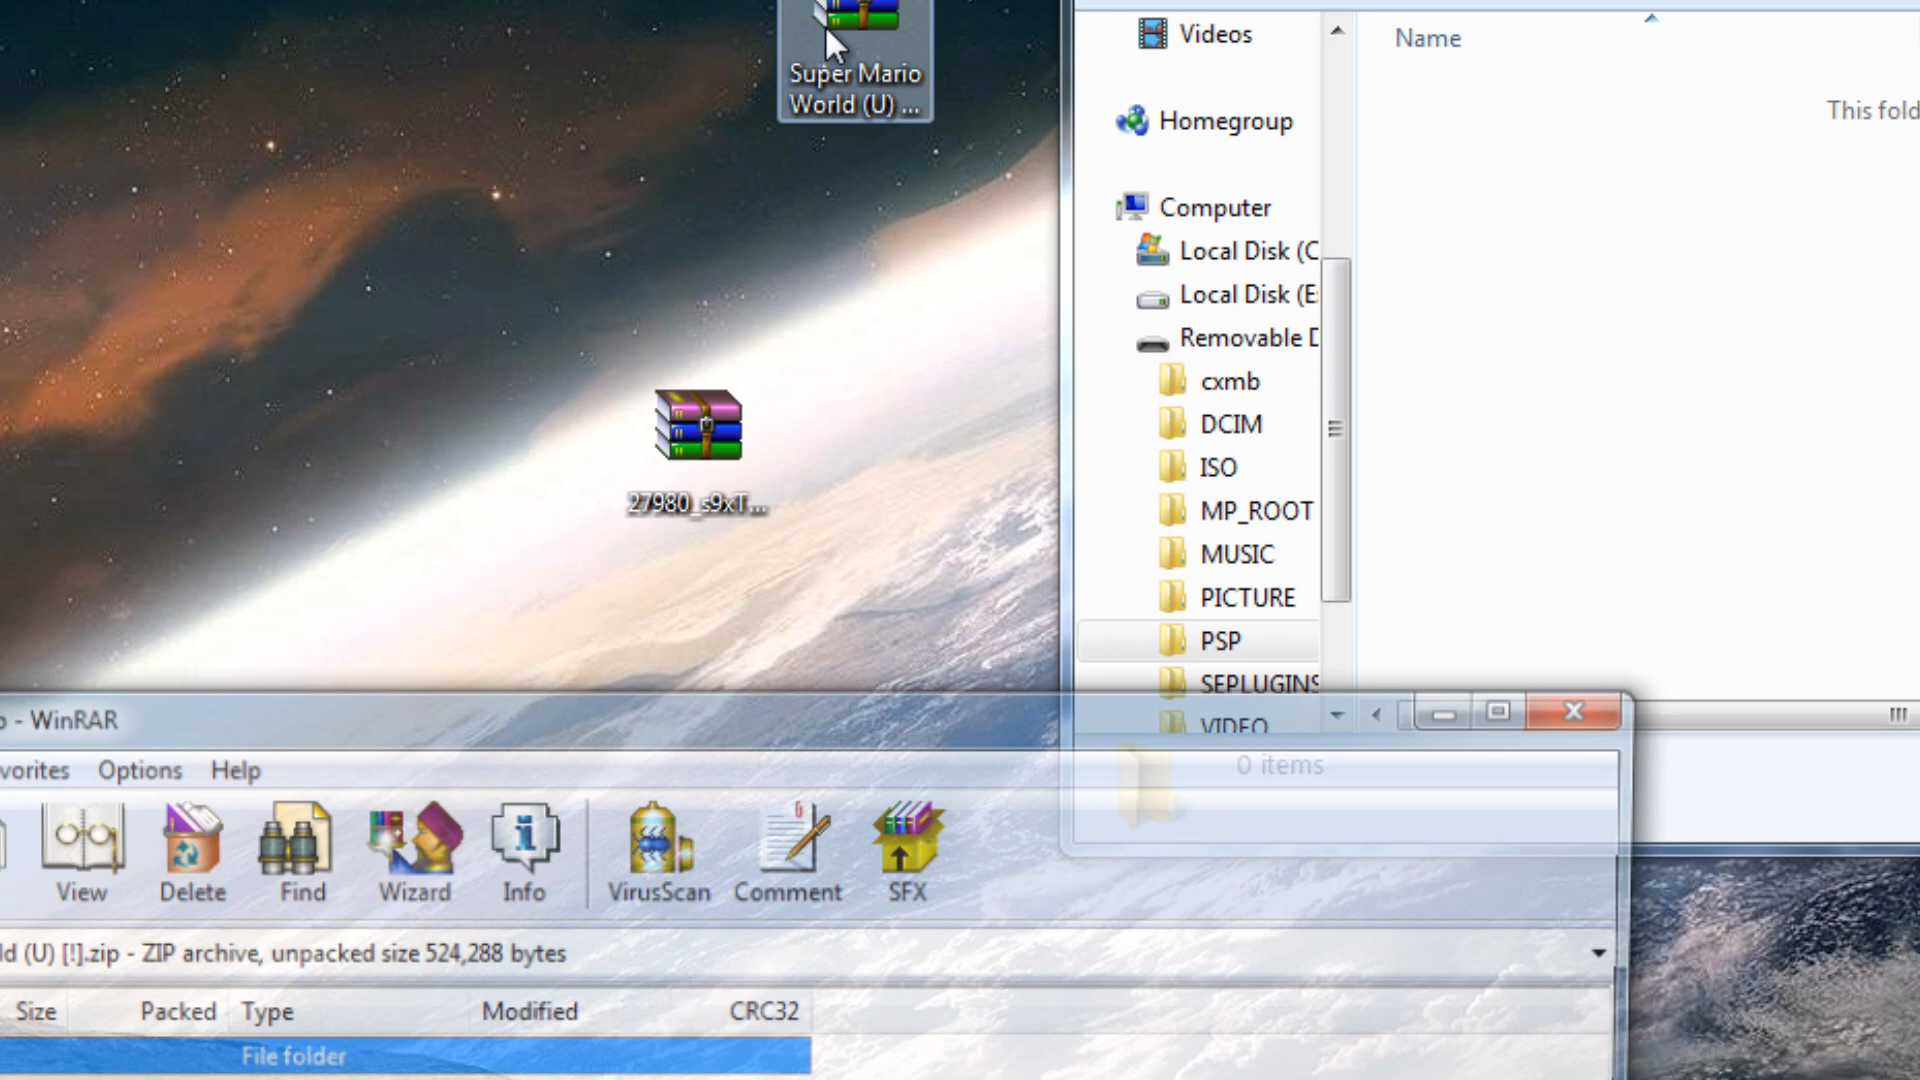 Super Mario
World (U) ...
27980_s9xT...
Videos
Homegroup
Computer
Local Disk (C
Local Disk (E:
Removable D
cxmb
DCIM
ISO
MP_ROOT
MUSIC
PICTURE
PSP
SEPLUGINS
VIDEO
Name
This fold
0 items
- WinRAR
vorites Options Help
View Delete Find Wizard Info VirusScan Comment SFX
ld (U) [!].zip - ZIP archive, unpacked size 524,288 bytes
Size Packed Type Modified CRC32
File folder